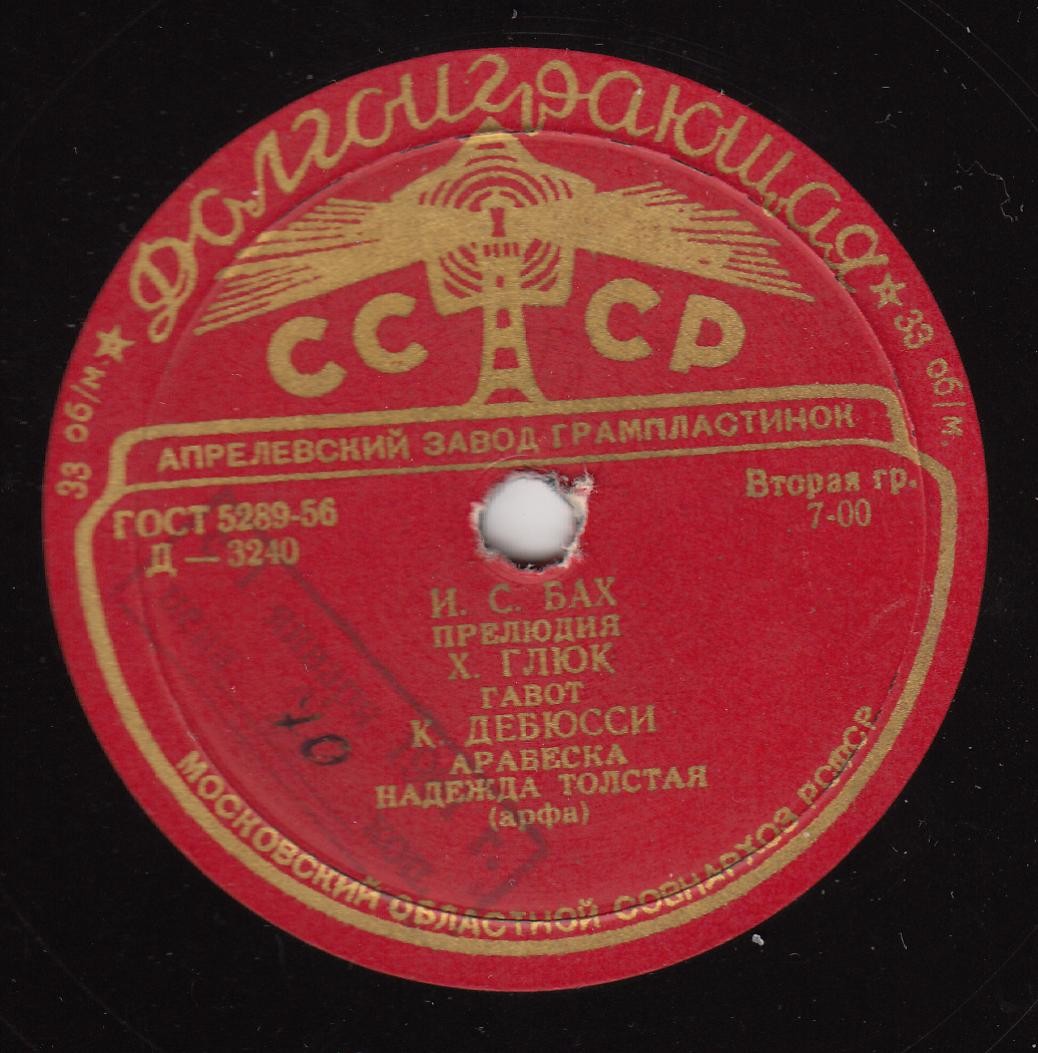 Долгоиграющая
★ 33 об/м.
33 об/м. ★
СССР
АПРЕЛЕВСКИЙ ЗАВОД ГРАМПЛАСТИНОК
ГОСТ 5289-56
Д — 3240
Вторая гр.
7-00
И. С. БАХ
ПРЕЛЮДИЯ
Х. ГЛЮК
ГАВОТ
К. ДЕБЮССИ
АРАБЕСКА
НАДЕЖДА ТОЛСТАЯ
(арфа)
МОСКОВСКИЙ ОБЛАСТНОЙ СОВНАРХОЗ РСФСР